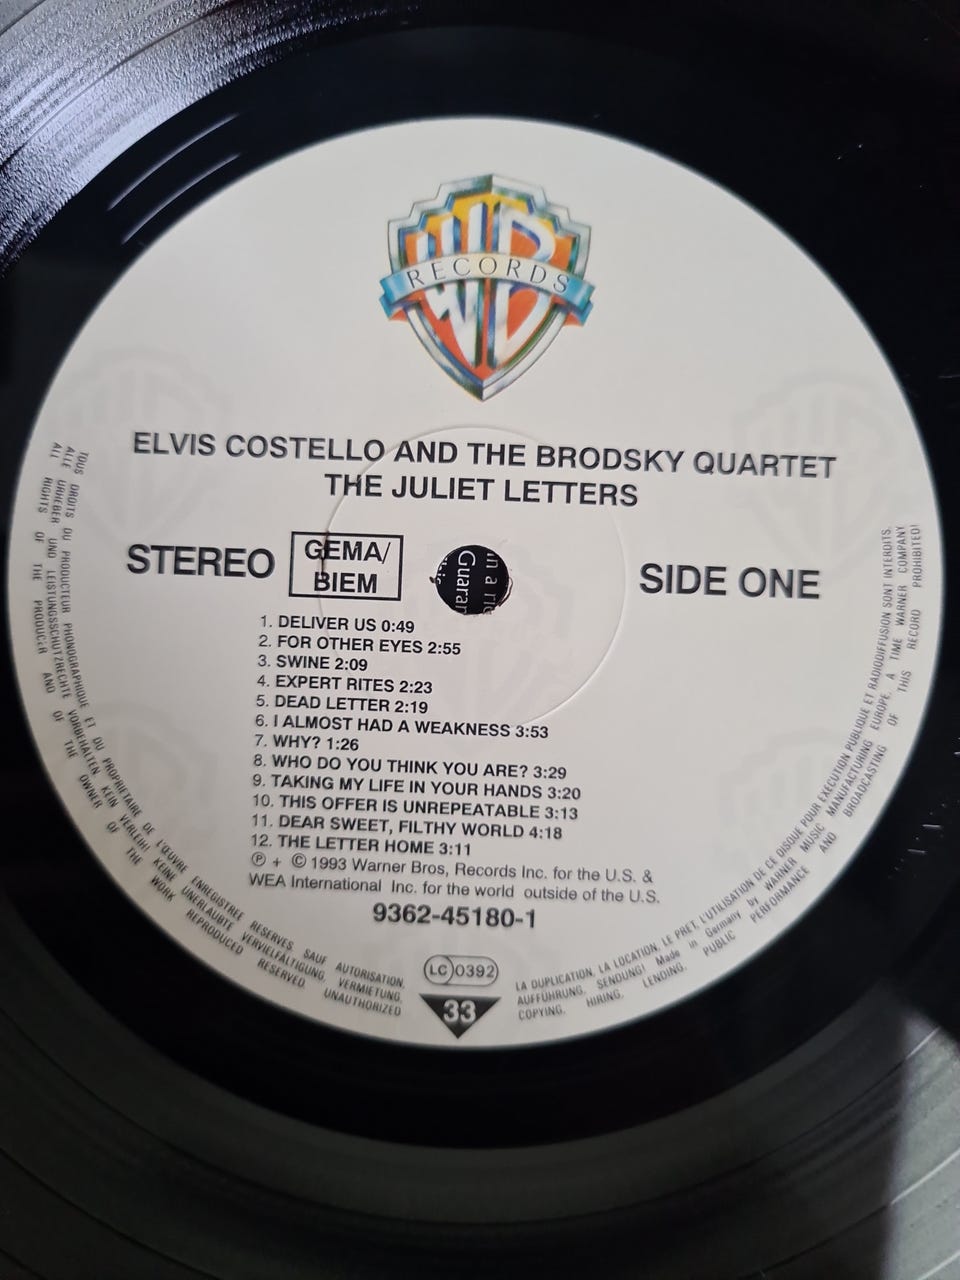 WB
RECORDS
ELVIS COSTELLO AND THE BRODSKY QUARTET
THE JULIET LETTERS
STEREO
GEMA/
BIEM
in a
Guaran
SIDE ONE
1. DELIVER US 0:49
2. FOR OTHER EYES 2:55
3. SWINE 2:09
4. EXPERT RITES 2:23
5. DEAD LETTER 2:19
6. I ALMOST HAD A WEAKNESS 3:53
7. WHY? 1:26
8. WHO DO YOU THINK YOU ARE? 3:29
9. TAKING MY LIFE IN YOUR HANDS 3:20
10. THIS OFFER IS UNREPEATABLE 3:13
11. DEAR SWEET, FILTHY WORLD 4:18
12. THE LETTER HOME 3:11
℗ + © 1993 Warner Bros, Records Inc. for the U.S. &
WEA International Inc. for the world outside of the U.S.
9362-45180-1
LC 0392
33
TOUS DROITS DU PRODUCTEUR PHONOGRAPHIQUE ET DU PROPRIETAIRE DE L'ŒUVRE ENREGISTREE RESERVES SAUF AUTORISATION,
LA DUPLICATION, LA LOCATION, LE PRET, L'UTILISATION DE CE DISQUE POUR EXECUTION PUBLIQUE ET RADIODIFFUSION SONT INTERDITS.
ALLE URHEBER UND LEISTUNGSSCHUTZRECHTE VORBEHALTEN KEIN VERLEIH! KEINE UNERLAUBTE VERVIELFÄLTIGUNG, VERMIETUNG,
AUFFÜHRUNG, SENDUNG! Made in Germany by WARNER MUSIC MANUFACTURING EUROPE. A TIME WARNER COMPANY
ALL RIGHTS OF THE PRODUCER AND OF THE OWNER OF THE WORK REPRODUCED RESERVED. UNAUTHORIZED
COPYING, HIRING, LENDING, PUBLIC PERFORMANCE AND BROADCASTING OF THIS RECORD PROHIBITED!